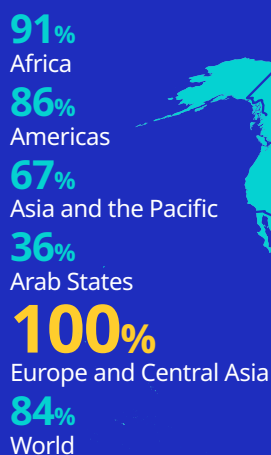 91%
Africa
86%
Americas
67%
Asia and the Pacific
36%
Arab States
100%
Europe and Central Asia
84%
World